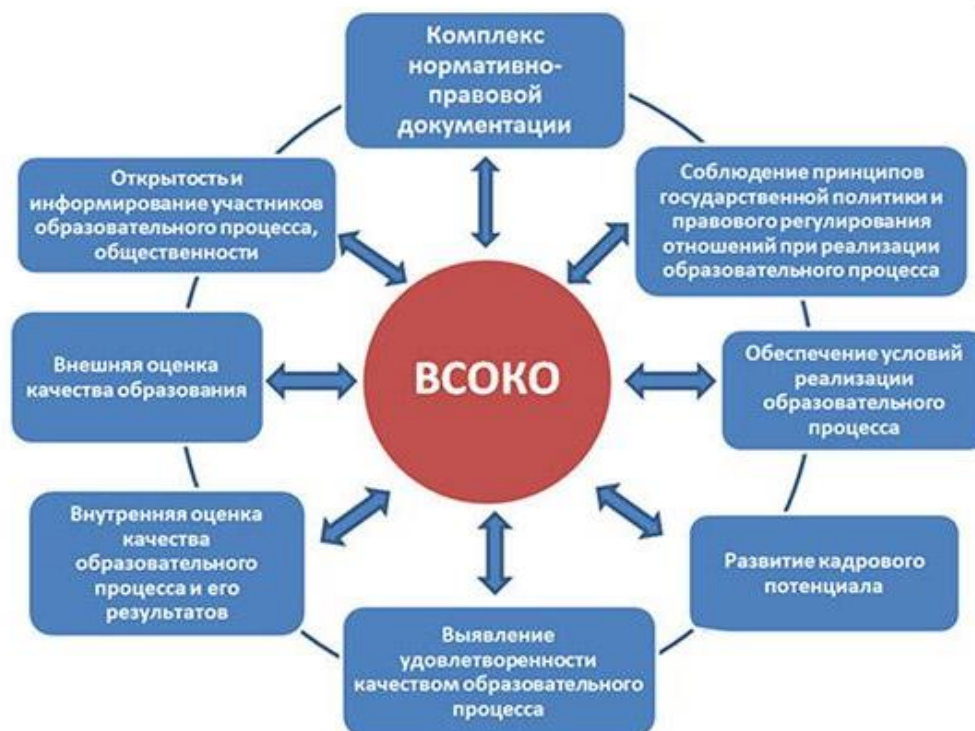 Комплекс
нормативно-
правовой
документации
Открытость и
информирование участников
образовательного процесса,
общественности
Соблюдение принципов
государственной политики и
правового регулирования
отношений при реализации
образовательного процесса
Внешняя оценка
качества образования
ВСОКО
Обеспечение условий
реализации
образовательного
процесса
Внутренняя оценка
качества
образовательного
процесса и его
результатов
Развитие кадрового
потенциала
Выявление
удовлетворенности
качеством образовательного
процесса